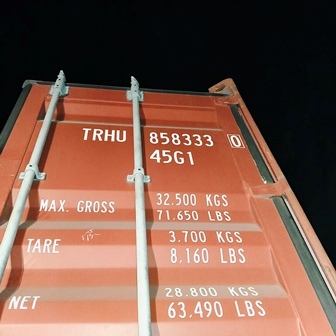 TRHU 858333 0
45G1
MAX. GROSS 32.500 KGS
71.650 LBS
TARE 3.700 KGS
8.160 LBS
NET 28.800 KGS
63.490 LBS